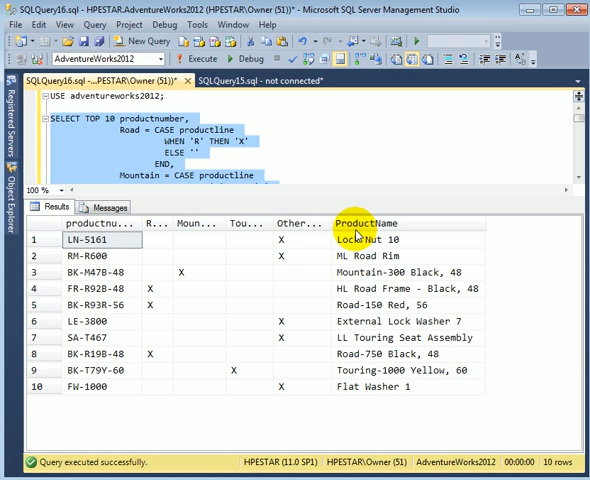 SQLQuery16.sql - HPESTAR.AdventureWorks2012 (HPESTAR\Owner (51))* - Microsoft SQL Server Management Studio
File Edit View Query Project Debug Tools Window Help
New Query
AdventureWorks2012 Execute Debug
SQLQuery16.sql -...PESTAR\Owner (51))* SQLQuery15.sql - not connected*
Registered Servers
Object Explorer
USE adventureworks2012;
SELECT TOP 10 productnumber,
Road = CASE productline
WHEN 'R' THEN 'X'
ELSE ''
END,
Mountain = CASE productline
100 %
Results Messages
productnu... R... Moun... Tou... Other... ProductName
1 LN-5161 X Lock Nut 10
2 RM-R600 X ML Road Rim
3 BK-M47B-48 X Mountain-300 Black, 48
4 FR-R92B-48 X HL Road Frame - Black, 48
5 BK-R93R-56 X Road-150 Red, 56
6 LE-3800 X External Lock Washer 7
7 SA-T467 X LL Touring Seat Assembly
8 BK-R19B-48 X Road-750 Black, 48
9 BK-T79Y-60 X Touring-1000 Yellow, 60
10 FW-1000 X Flat Washer 1
Query executed successfully. HPESTAR (11.0 SP1) HPESTAR\Owner (51) AdventureWorks2012 00:00:00 10 rows